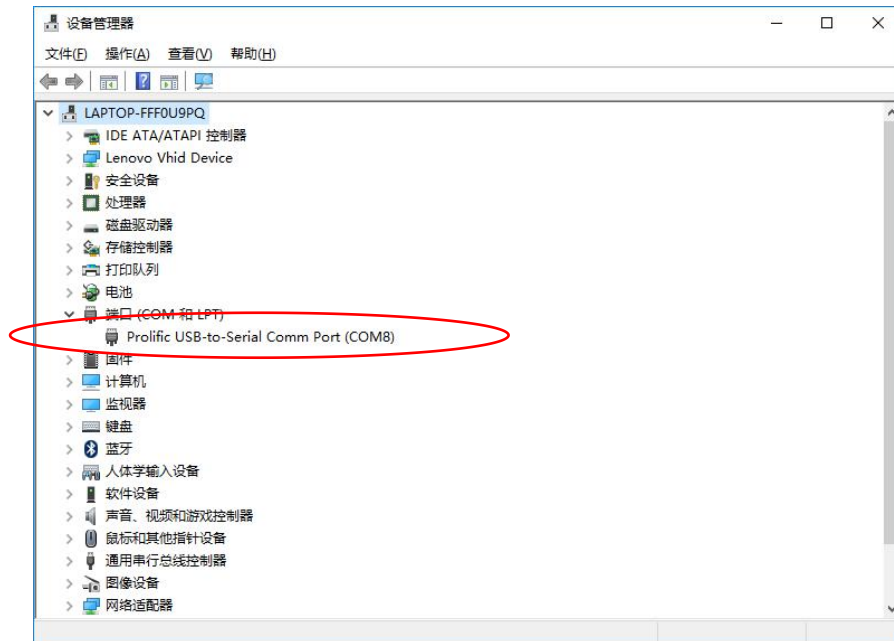 设备管理器
文件(F) 操作(A) 查看(V) 帮助(H)
LAPTOP-FFF0U9PQ
IDE ATA/ATAPI 控制器
Lenovo Vhid Device
安全设备
处理器
磁盘驱动器
存储控制器
打印队列
电池
端口 (COM 和 LPT)
Prolific USB-to-Serial Comm Port (COM8)
固件
计算机
监视器
键盘
蓝牙
人体学输入设备
软件设备
声音、视频和游戏控制器
鼠标和其他指针设备
通用串行总线控制器
图像设备
网络适配器